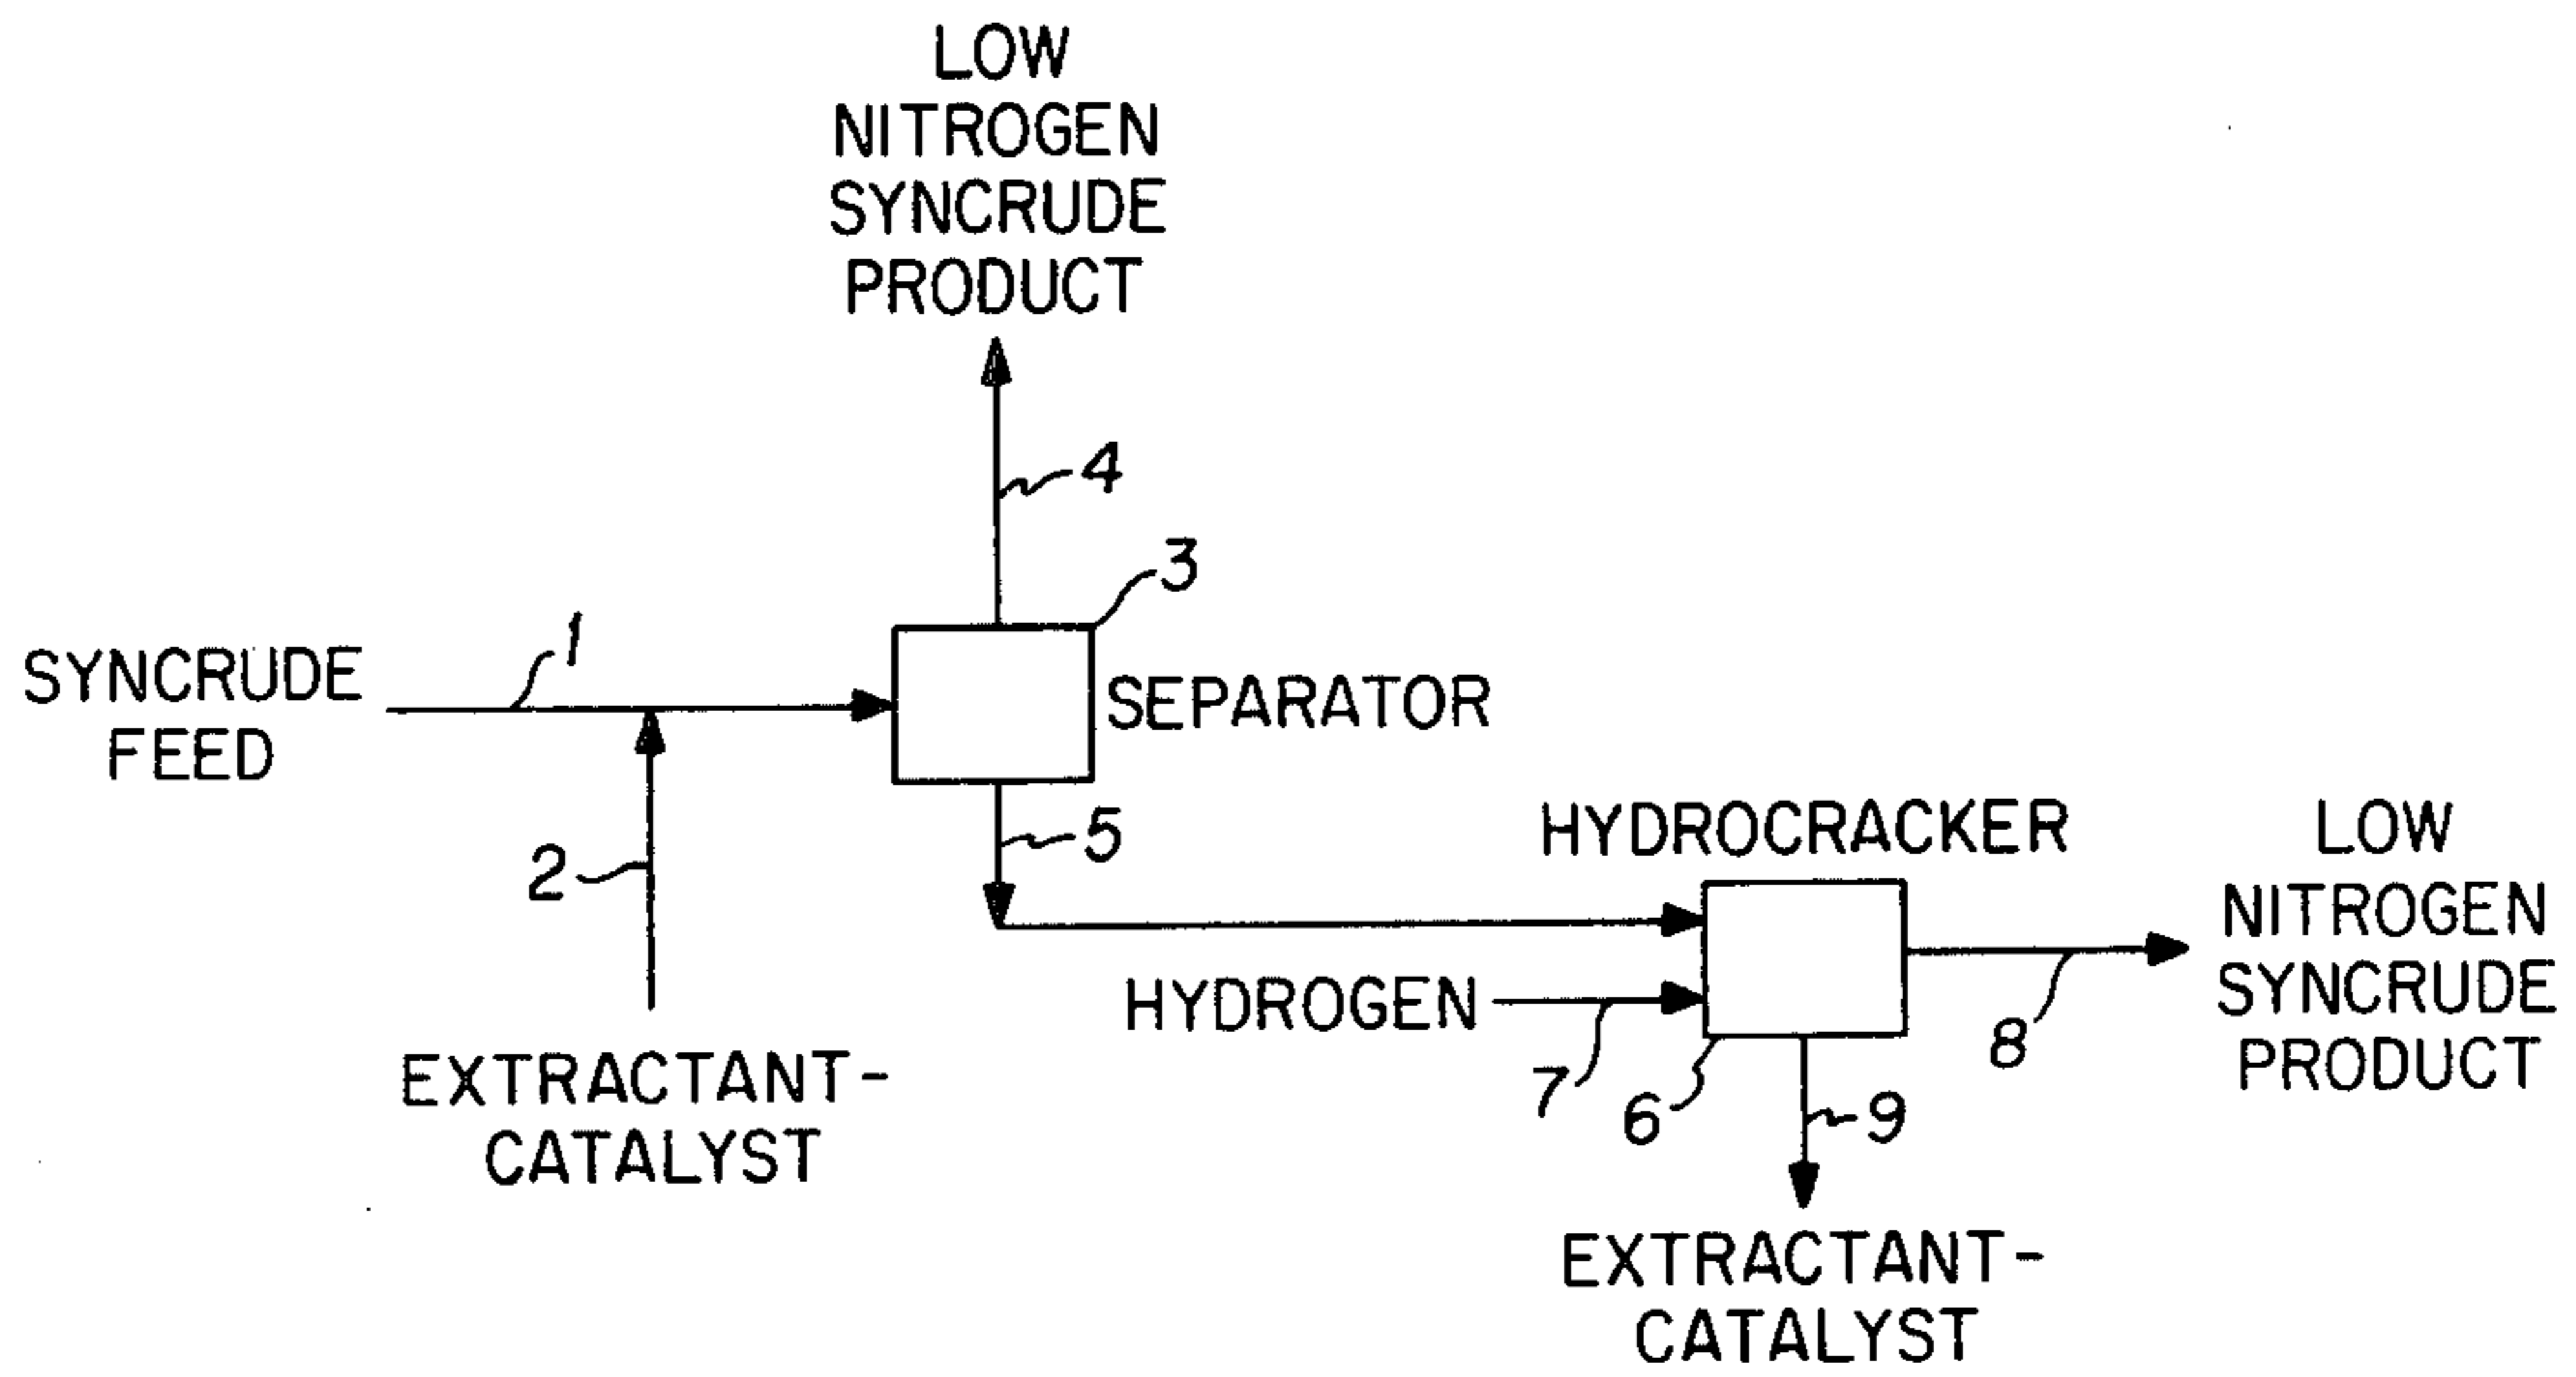 LOW
NITROGEN
SYNCRUDE
PRODUCT
4
3
1
SYNCRUDE
FEED
SEPARATOR
2
5
EXTRACTANT-
CATALYST
HYDROCRACKER
HYDROGEN
7
6
8
9
LOW
NITROGEN
SYNCRUDE
PRODUCT
EXTRACTANT-
CATALYST